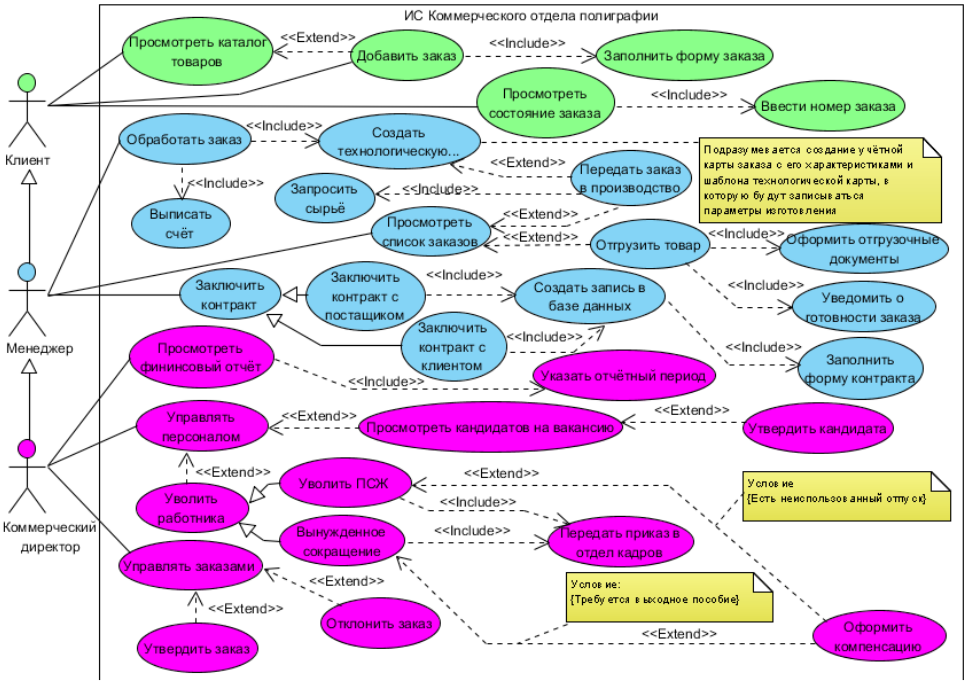 ИС Коммерческого отдела полиграфии
Просмотреть каталог
товаров
<<Extend>>
Добавить заказ
<<Include>>
Заполнить форму заказа
Просмотреть
состояние заказа
<<Include>>
Ввести номер заказа
Клиент
Обработать заказ
<<Include>>
Создать
технологическую...
Подразумевается создание учётной
карты заказа с его характеристиками и
шаблона технологической карты, в
которую будут записываться
параметры изготовления
<<Extend>>
Передать заказ
в производство
<<Include>>
Запросить
сырьё
<<Include>>
Выписать
счёт
Просмотреть
список заказов
<<Extend>>
<<Extend>>
Отгрузить товар
<<Include>>
Оформить отгрузочные
документы
<<Include>>
Уведомить о
готовности заказа
Менеджер
Заключить
контракт
Заключить
контракт с
постащиком
<<Include>>
Создать запись в
базе данных
Заключить
контракт с
клиентом
<<Include>>
<<Include>>
Заполнить
форму контракта
Просмотреть
фининсовый отчёт
<<Include>>
Указать отчётный период
Управлять
персоналом
<<Extend>>
Просмотреть кандидатов на вакансию
<<Extend>>
Утвердить кандидата
Коммерческий
директор
<<Extend>>
Уволить
работника
Уволить ПСЖ
<<Extend>>
Условие
{Есть неиспользованный отпуск}
<<Include>>
Вынужденное
сокращение
<<Include>>
Передать приказ в
отдел кадров
Управлять заказами
<<Extend>>
Условие:
{Требуется выходное пособие}
<<Extend>>
Отклонить заказ
Утвердить заказ
<<Extend>>
Оформить
компенсацию